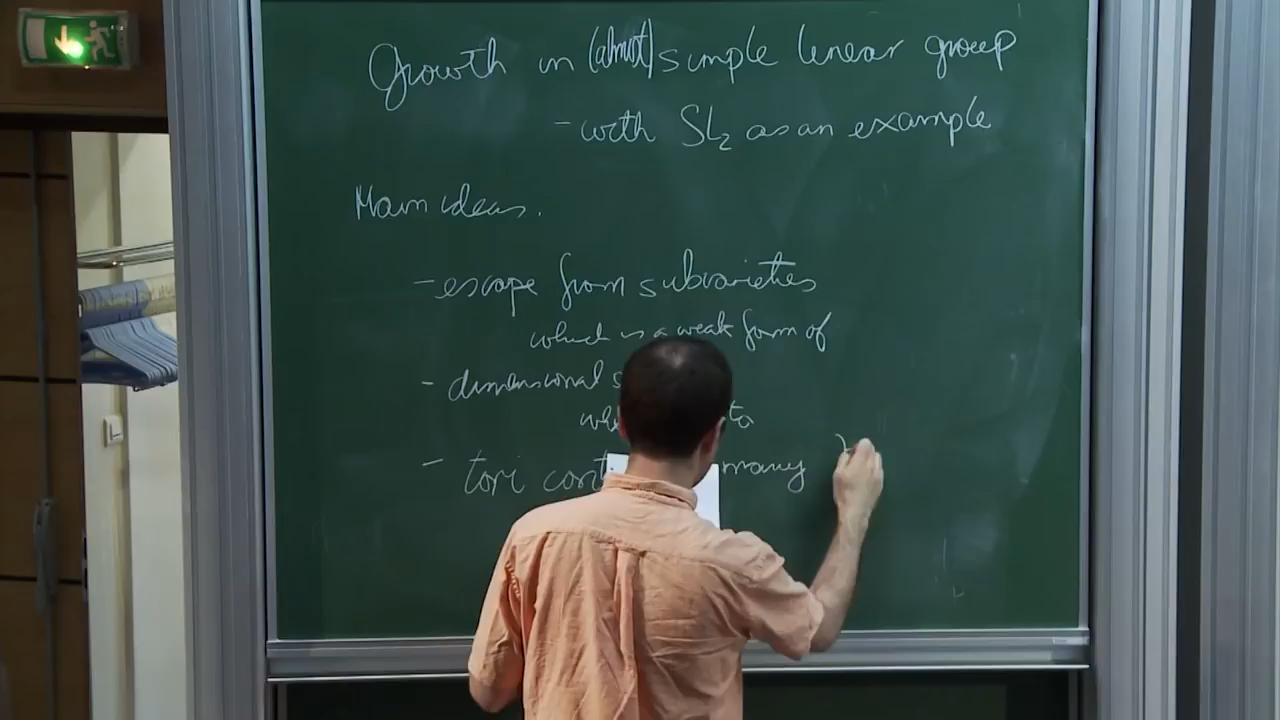 Growth in (almost) simple linear group
- with SL₂ as an example
Main ideas.
- escape from subvarieties
which is a weak form of
- dimensional
to
- tori many